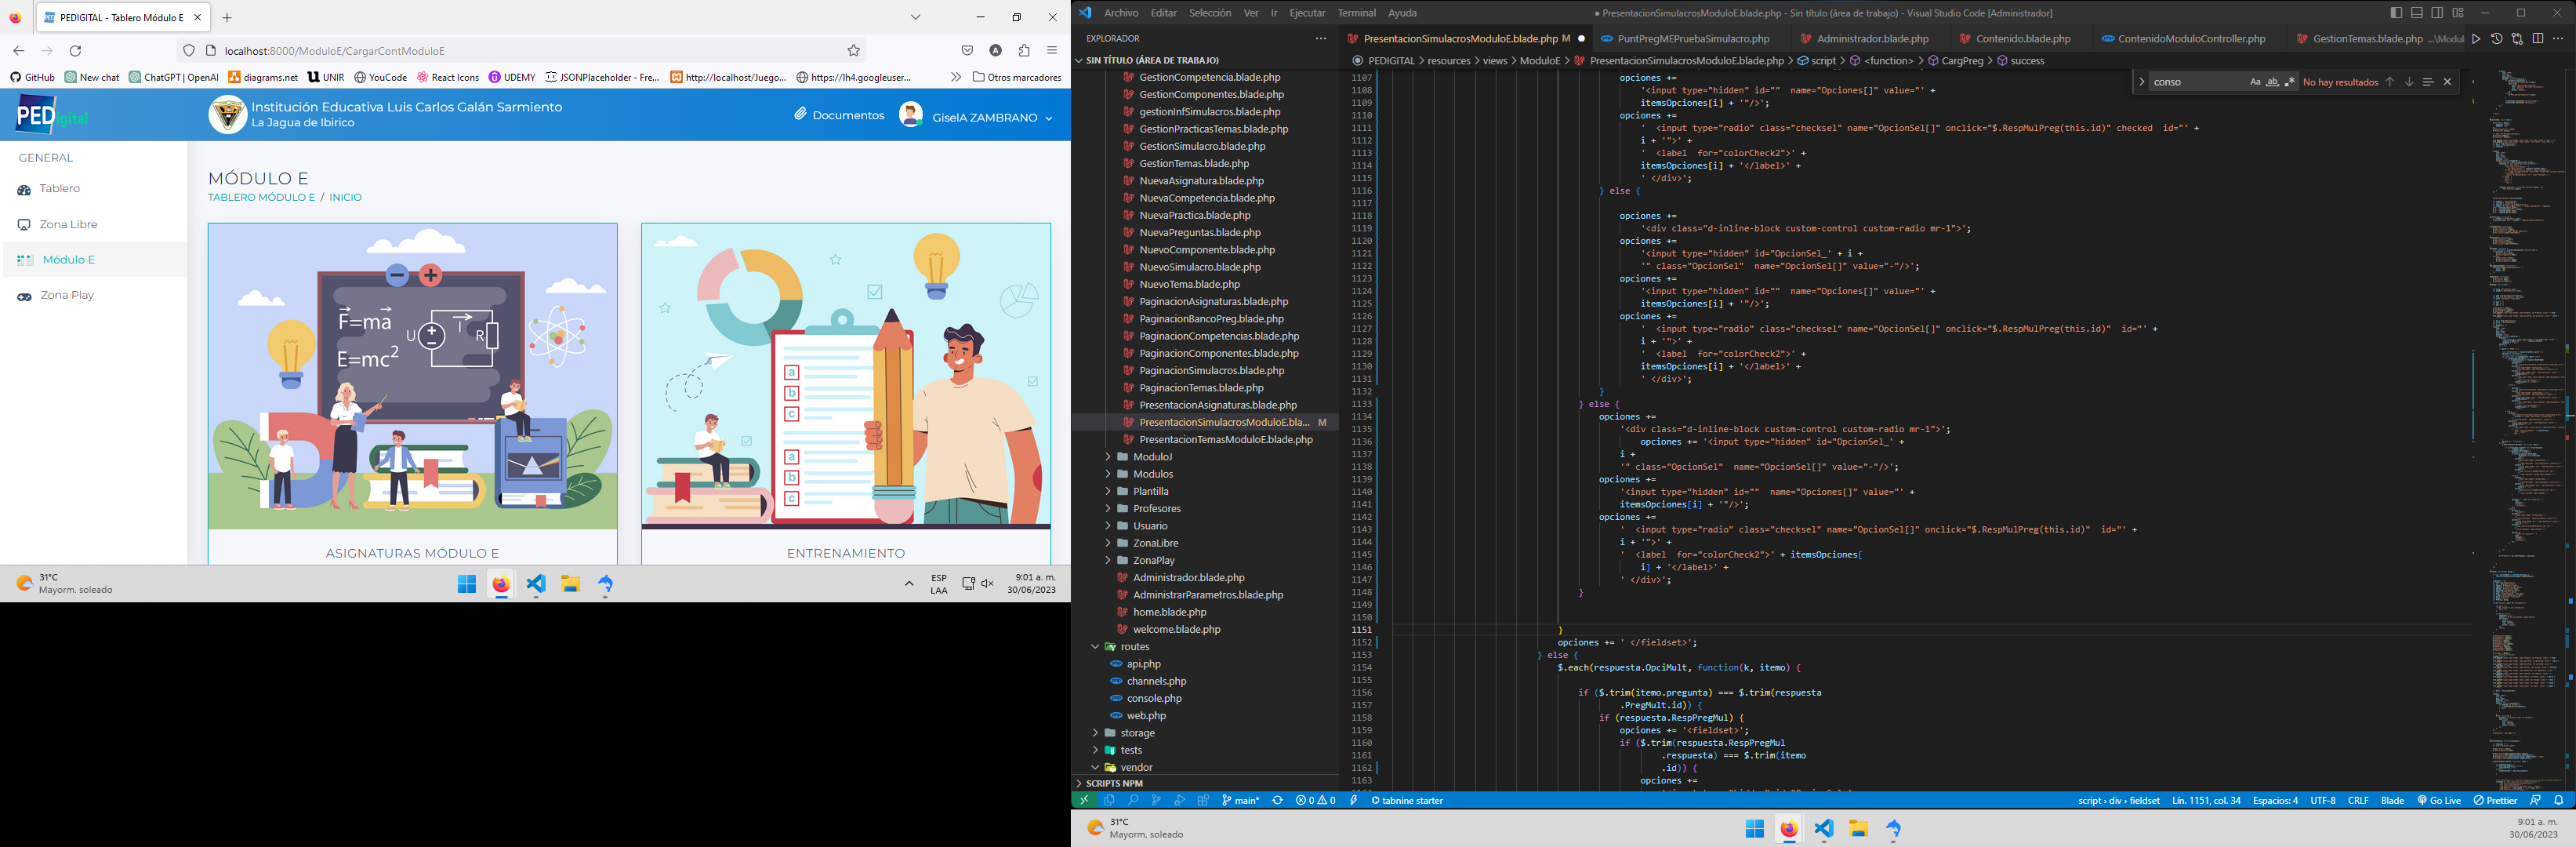 PEDIGITAL - Tablero Módulo E
localhost:8000/ModuloE/CargarContModuloE
GitHub
New chat
ChatGPT | OpenAI
diagrams.net
UNIR
YouCode
React Icons
UDEMY
JSONPlaceholder - Fre...
http://localhost/Juego...
https://lh4.googleuser...
Otros marcadores
PEDigital
Institución Educativa Luis Carlos Galán Sarmiento
La Jagua de Ibirico
Documentos
GiselA ZAMBRANO
GENERAL
Tablero
Zona Libre
Módulo E
Zona Play
MÓDULO E
TABLERO MÓDULO E / INICIO
F=ma
E=mc2
U
I
R
a
b
c
a
b
c
ASIGNATURAS MÓDULO E
ENTRENAMIENTO
31°C
Mayorm. soleado
ESP
LAA
9:01 a. m.
30/06/2023
Archivo Editar Selección Ver Ir Ejecutar Terminal Ayuda
● PresentacionSimulacrosModuloE.blade.php - Sin título (área de trabajo) - Visual Studio Code [Administrador]
EXPLORADOR
PresentacionSimulacrosModuloE.blade.php M
PuntPregMEPruebaSimulacro.php
Administrador.blade.php
Contenido.blade.php
ContenidoModuloController.php
GestionTemas.blade.php ...\Modul
SIN TÍTULO (ÁREA DE TRABAJO)
PEDIGITAL > resources > views > ModuloE > PresentacionSimulacrosModuloE.blade.php > script > <function> > CargPreg > success
conso
Aa
ab
No hay resultados
GestionCompetencia.blade.php
GestionComponentes.blade.php
gestionInfSimulacros.blade.php
GestionPracticasTemas.blade.php
GestionSimulacro.blade.php
GestionTemas.blade.php
NuevaAsignatura.blade.php
NuevaCompetencia.blade.php
NuevaPractica.blade.php
NuevaPreguntas.blade.php
NuevoComponente.blade.php
NuevoSimulacro.blade.php
NuevoTema.blade.php
PaginacionAsignaturas.blade.php
PaginacionBancoPreg.blade.php
PaginacionCompetencias.blade.php
PaginacionComponentes.blade.php
PaginacionSimulacros.blade.php
PaginacionTemas.blade.php
PresentacionAsignaturas.blade.php
PresentacionSimulacrosModuloE.bla... M
PresentacionTemasModuloE.blade.php
ModuloJ
Modulos
Plantilla
Profesores
Usuario
ZonaLibre
ZonaPlay
Administrador.blade.php
AdministrarParametros.blade.php
home.blade.php
welcome.blade.php
routes
api.php
channels.php
console.php
web.php
storage
tests
vendor
SCRIPTS NPM
1107 opciones +=
1108 '<input type="hidden" id=""  name="Opciones[]" value="' +
1109 itemsOpciones[i] + '"/>';
1110 opciones +=
1111 '  <input type="radio" class="checksel" name="OpcionSel[]" onclick="$.RespMulPreg(this.id)" checked  id="' +
1112 i + '">' +
1113 '  <label  for="colorCheck2">' +
1114 itemsOpciones[i] + '</label>' +
1115 ' </div>';
1116 } else {
1117
1118 opciones +=
1119 '<div class="d-inline-block custom-control custom-radio mr-1">';
1120 opciones +=
1121 '<input type="hidden" id="OpcionSel_' + i +
1122 '" class="OpcionSel"  name="OpcionSel[]" value="-"/>';
1123 opciones +=
1124 '<input type="hidden" id=""  name="Opciones[]" value="' +
1125 itemsOpciones[i] + '"/>';
1126 opciones +=
1127 '  <input type="radio" class="checksel" name="OpcionSel[]" onclick="$.RespMulPreg(this.id)"  id="' +
1128 i + '">' +
1129 '  <label  for="colorCheck2">' +
1130 itemsOpciones[i] + '</label>' +
1131 ' </div>';
1132 }
1133 } else {
1134 opciones +=
1135 '<div class="d-inline-block custom-control custom-radio mr-1">';
1136 opciones += '<input type="hidden" id="OpcionSel_' +
1137 i +
1138 '" class="OpcionSel"  name="OpcionSel[]" value="-"/>';
1139 opciones +=
1140 '<input type="hidden" id=""  name="Opciones[]" value="' +
1141 itemsOpciones[i] + '"/>';
1142 opciones +=
1143 '  <input type="radio" class="checksel" name="OpcionSel[]" onclick="$.RespMulPreg(this.id)"  id="' +
1144 i + '">' +
1145 '  <label  for="colorCheck2">' + itemsOpciones[
1146 i] + '</label>' +
1147 ' </div>';
1148 }
1149
1150
1151 }
1152 opciones += ' </fieldset>';
1153 } else {
1154 $.each(respuesta.OpciMult, function(k, itemo) {
1155
1156 if ($.trim(itemo.pregunta) === $.trim(respuesta
1157 .PregMult.id)) {
1158 if (respuesta.RespPregMul) {
1159 opciones += '<fieldset>';
1160 if ($.trim(respuesta.RespPregMul
1161 .respuesta) === $.trim(itemo
1162 .id)) {
1163 opciones +=
main*
0
0
tabnine starter
script > div > fieldset
Lín. 1151, col. 34
Espacios: 4
UTF-8
CRLF
Blade
Go Live
Prettier
31°C
Mayorm. soleado
9:01 a. m.
30/06/2023